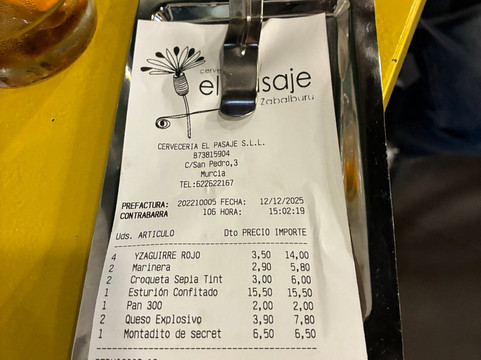 cerve
el asaje
Zabalburu
CERVECERIA EL PASAJE S.L.L.
B73815904
C/San Pedro,3
Murcia
TEL:622622167
PREFACTURA: 202210005 FECHA: 12/12/2025
CONTRABARRA 106 HORA: 15:02:19
Uds. ARTICULO Dto PRECIO IMPORTE
4 YZAGUIRRE ROJO 3,50 14,00
2 Marinera 2,90 5,80
2 Croqueta Sepia Tint 3,00 6,00
1 Esturión Confitado 15,50 15,50
1 Pan 300 2,00 2,00
2 Queso Explosivo 3,90 7,80
1 Montadito de secret 6,50 6,50